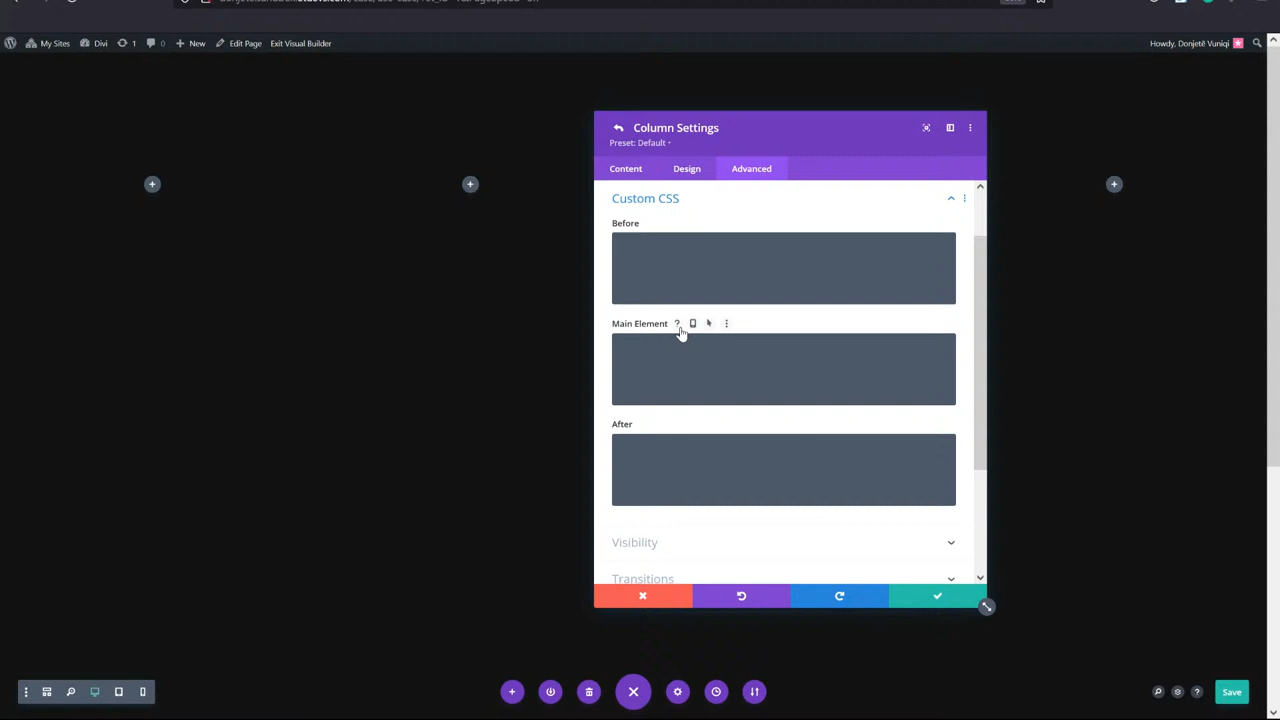 My Sites Divi 1 0 New Edit Page Exit Visual Builder Howdy, Donjetë Vuniqi
Column Settings
Preset: Default
Content Design Advanced
Custom CSS
Before
Main Element ?
After
Visibility
Transitions
? Save